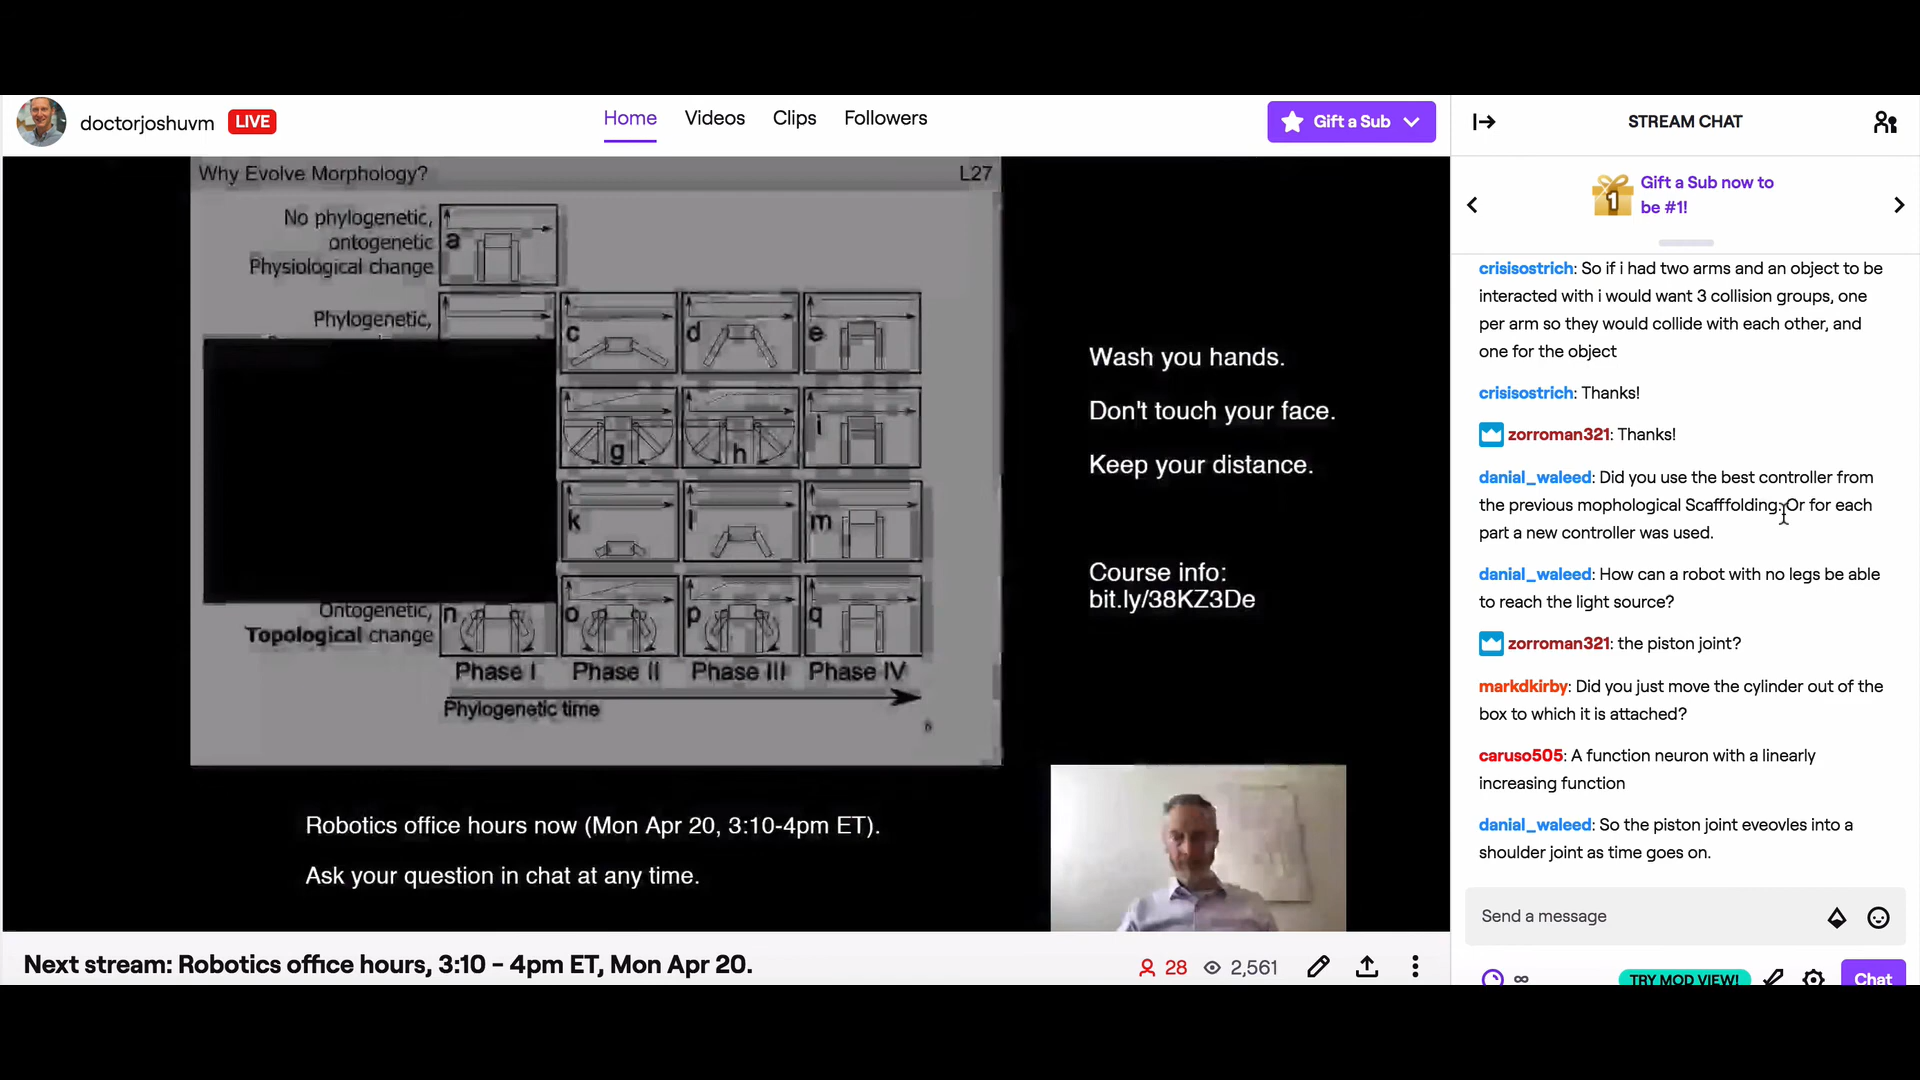 doctorjoshuvm
LIVE
Home
Videos
Clips
Followers
Gift a Sub
STREAM CHAT
Gift a Sub now to
be #1!
1
Why Evolve Morphology?
L27
No phylogenetic,
ontogenetic
Physiological change
a
Phylogenetic,
c
d
e
g
h
i
k
l
m
Ontogenetic,
Topological change
n
o
p
q
Phase I
Phase II
Phase III
Phase IV
Phylogenetic time
Wash you hands.
Don't touch your face.
Keep your distance.
Course info:
bit.ly/38KZ3De
Robotics office hours now (Mon Apr 20, 3:10-4pm ET).
Ask your question in chat at any time.
Next stream: Robotics office hours, 3:10 - 4pm ET, Mon Apr 20.
28
2,561
crisisostrich: So if i had two arms and an object to be
interacted with i would want 3 collision groups, one
per arm so they would collide with each other, and
one for the object
crisisostrich: Thanks!
zorroman321: Thanks!
danial_waleed: Did you use the best controller from
the previous mophological Scafffolding. Or for each
part a new controller was used.
danial_waleed: How can a robot with no legs be able
to reach the light source?
zorroman321: the piston joint?
markdkirby: Did you just move the cylinder out of the
box to which it is attached?
caruso505: A function neuron with a linearly
increasing function
danial_waleed: So the piston joint eveovles into a
shoulder joint as time goes on.
Send a message
∞
TRY MOD VIEW!
Chat